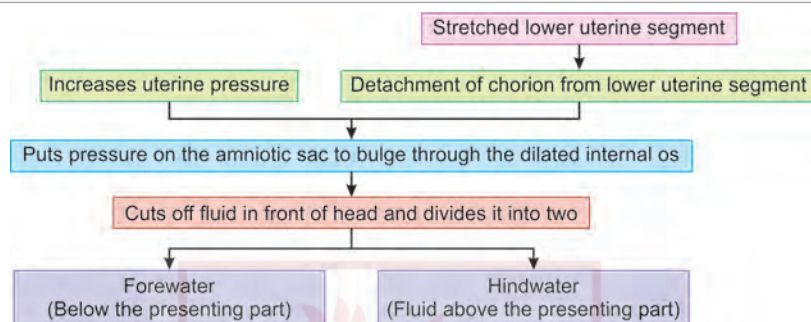 Stretched lower uterine segment
Increases uterine pressure
Detachment of chorion from lower uterine segment
Puts pressure on the amniotic sac to bulge through the dilated internal os
Cuts off fluid in front of head and divides it into two
Forewater
(Below the presenting part)
Hindwater
(Fluid above the presenting part)